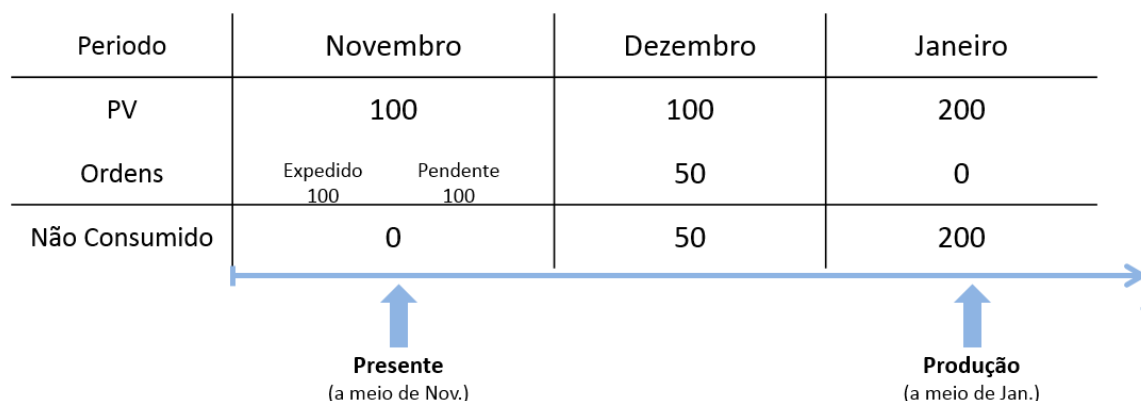 Periodo Novembro Dezembro Janeiro
PV 100 100 200
Ordens Expedido Pendente 50 0
100 100
Não Consumido 0 50 200
Presente Produção
(a meio de Nov.) (a meio de Jan.)